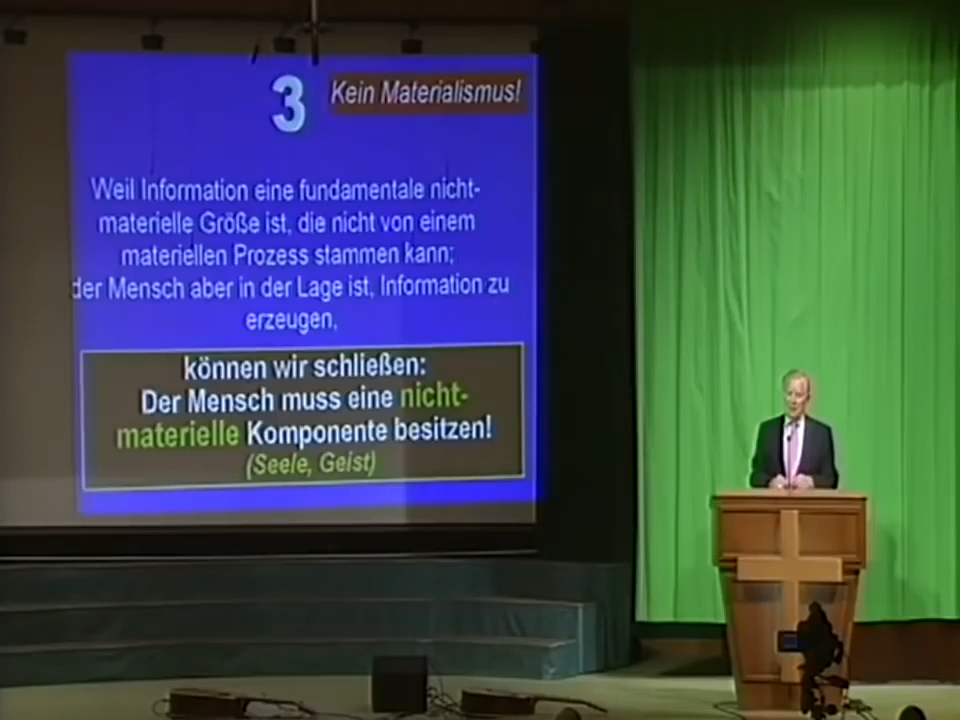 3
Kein Materialismus!
Weil Information eine fundamentale nicht-
materielle Größe ist, die nicht von einem
materiellen Prozess stammen kann;
der Mensch aber in der Lage ist, Information zu
erzeugen,
können wir schließen:
Der Mensch muss eine nicht-
materielle Komponente besitzen!
(Seele, Geist)